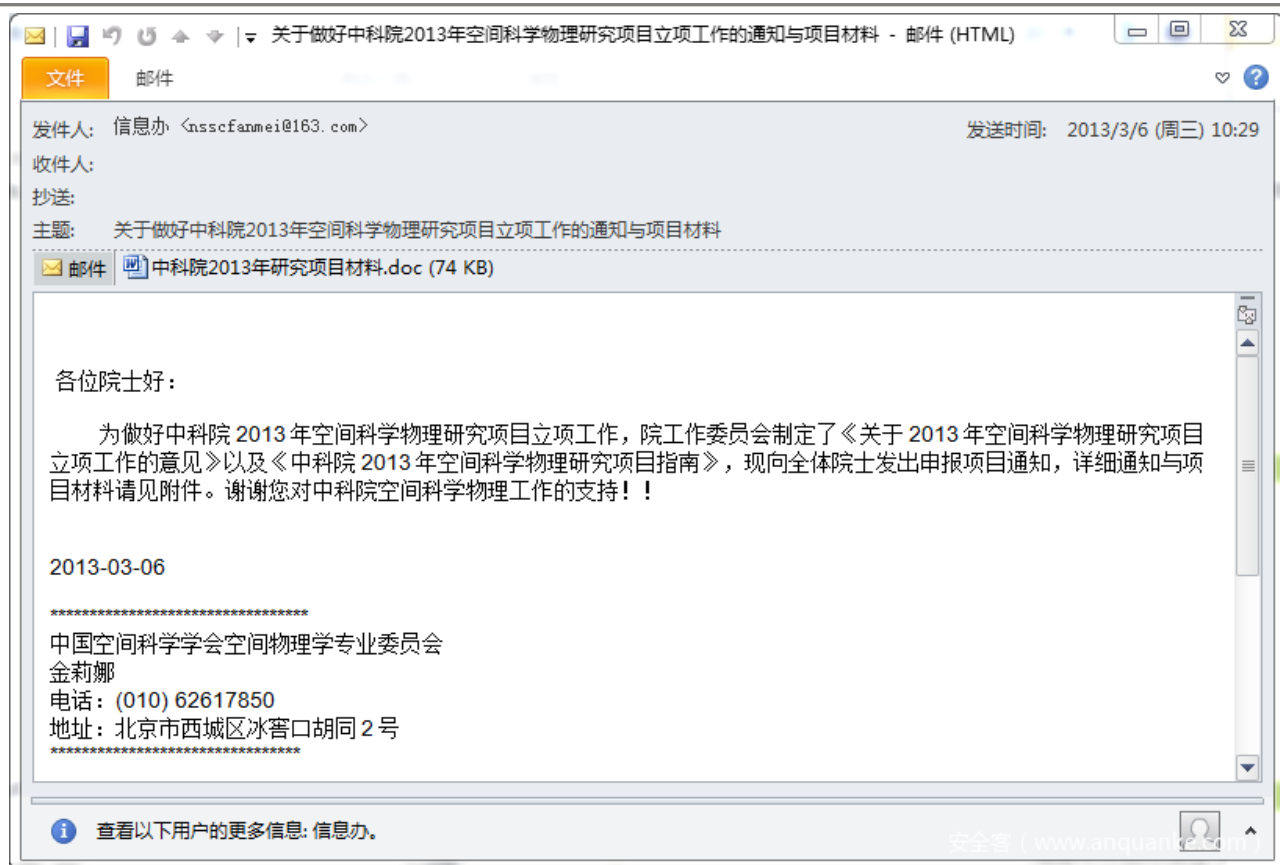 关于做好中科院2013年空间科学物理研究项目立项工作的通知与项目材料 - 邮件 (HTML)
文件 邮件
发件人: 信息办 <nsscfanmei@163.com> 发送时间: 2013/3/6 (周三) 10:29
收件人:
抄送:
主题: 关于做好中科院2013年空间科学物理研究项目立项工作的通知与项目材料
邮件 中科院2013年研究项目材料.doc (74 KB)
各位院士好：
为做好中科院 2013 年空间科学物理研究项目立项工作，院工作委员会制定了《关于 2013 年空间科学物理研究项目
立项工作的意见》以及《中科院 2013 年空间科学物理研究项目指南》，现向全体院士发出申报项目通知，详细通知与项
目材料请见附件。谢谢您对中科院空间科学物理工作的支持！！
2013-03-06
*********************************
中国空间科学学会空间物理学专业委员会
金莉娜
电话：(010) 62617850
地址：北京市西城区冰窖口胡同 2 号
********************************
查看以下用户的更多信息: 信息办。
安全客 ( www.anquanke.com )